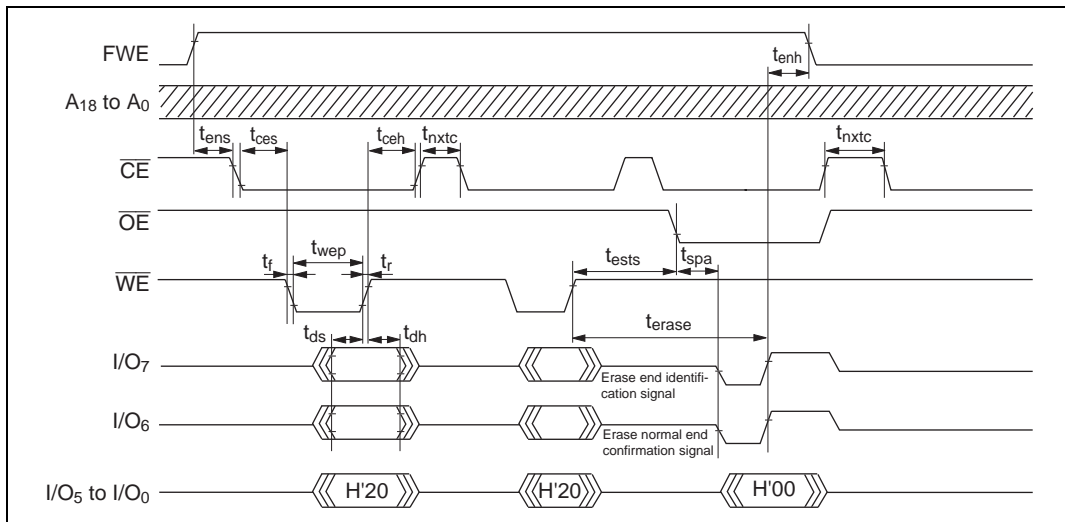 FWE
tenh
A18 to A0
tens tces tceh tnxtc tnxtc
CE
OE
twep tests tspa
tf tr
WE
terase
tds tdh
I/O7
Erase end identifi-
cation signal
I/O6
Erase normal end
confirmation signal
I/O5 to I/O0 H'20 H'20 H'00